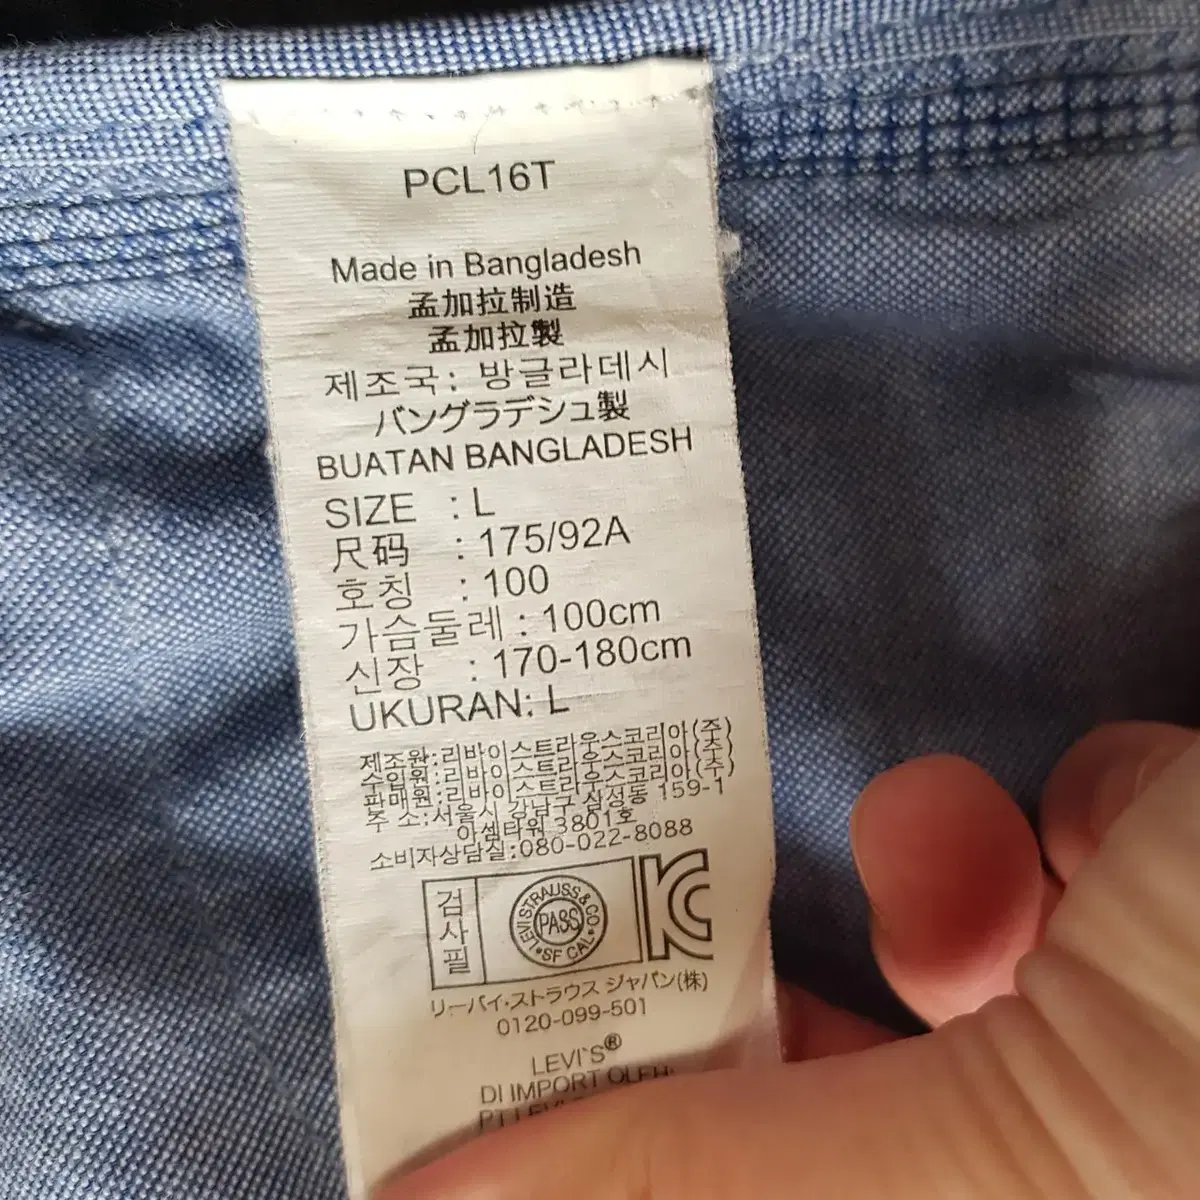 PCL16T
Made in Bangladesh
孟加拉制造
孟加拉製
제조국: 방글라데시
バングラデシュ製
BUATAN BANGLADESH
SIZE : L
尺码 : 175/92A
호칭 : 100
가슴둘레 : 100cm
신장 : 170-180cm
UKURAN: L
제조원:리바이스트라우스코리아(주)
수입원:리바이스트라우스코리아(주)
판매원:리바이스트라우스코리아(주)
주 소:서울시 강남구 삼성동 159-1
아셈타워 3801호
소비자상담실:080-022-8088
검사필
LEVI STRAUSS & CO
PASS
SF CAL
KC
リーバイ·ストラウス ジャパン(株)
0120-099-501
LEVI'S®
DI IMPORT OLEH: